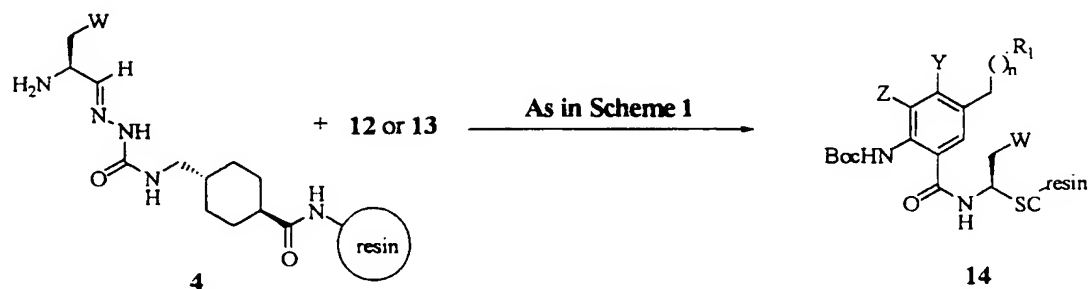 W
H₂N
H
N
NH
O
N
H
H
N
O
resin
4
+ 12 or 13
As in Scheme 1
R₁
( )ₙ
Y
Z
BocHN
W
O
N
H
SC
resin
14